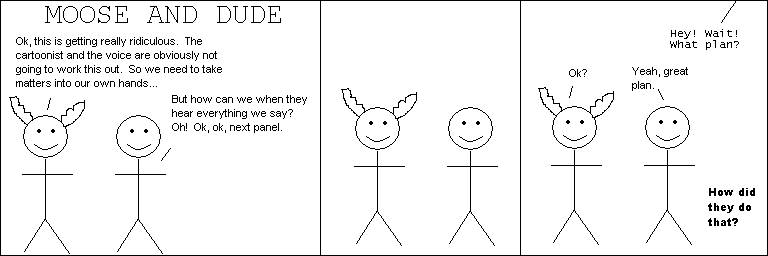 MOOSE AND DUDE
Ok, this is getting really ridiculous.  The
cartoonist and the voice are obviously not
going to work this out.  So we need to take
matters into our own hands...
But how can we when they
hear everything we say?
Oh!  Ok, ok, next panel.
Hey! Wait!
What plan?
Ok?
Yeah, great
plan.
How did
they do
that?